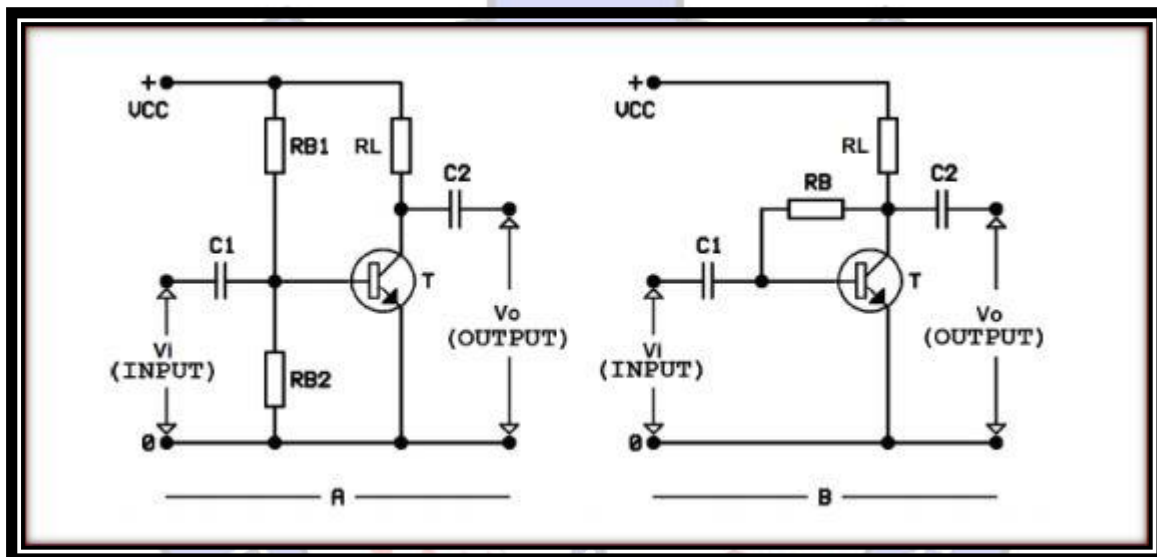 +
VCC
RB1
RL
C2
C1
T
Vi
(INPUT)
Vo
(OUTPUT)
RB2
0
A
+
VCC
RL
RB
C2
C1
T
Vi
(INPUT)
Vo
(OUTPUT)
0
B